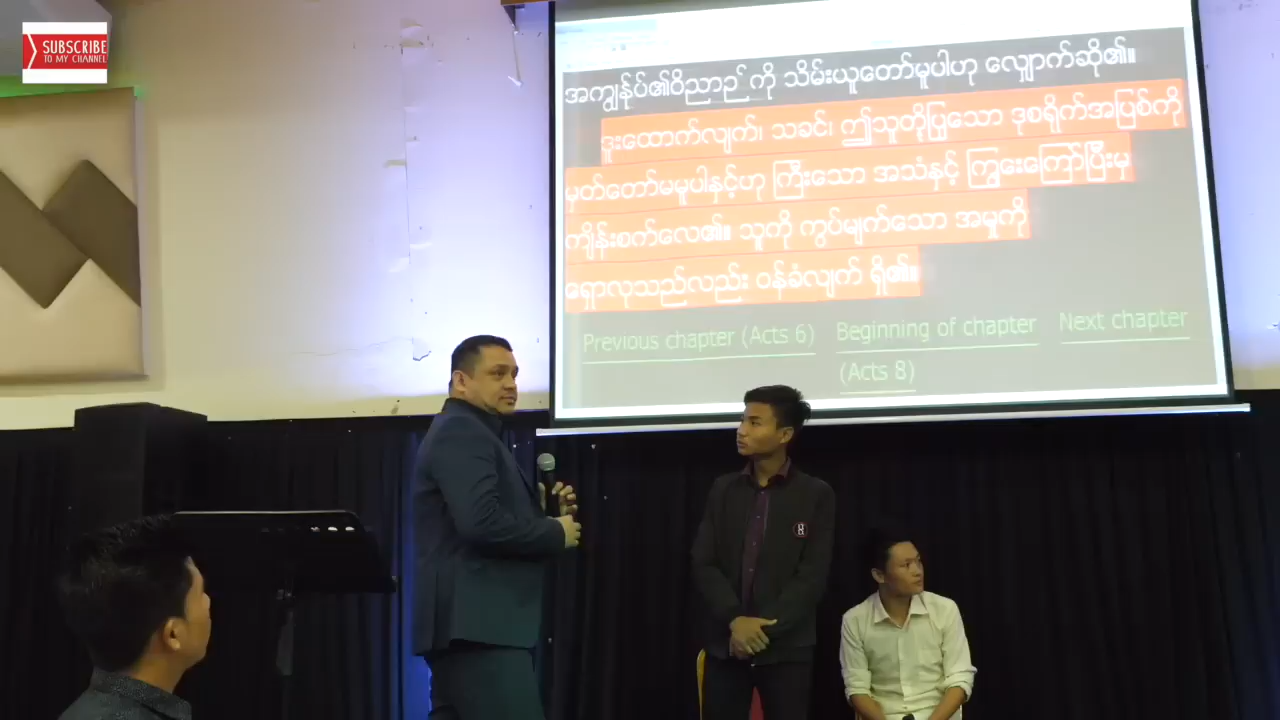 SUBSCRIBE
TO MY CHANNEL
အကျွန်ုပ်၏ဝိညာဉ်ကို သိမ်းယူတော်မူပါဟု လျှောက်ဆို၏။
ဒူးထောက်လျက်၊ သခင်၊ ဤသူတို့ပြုသော ဒုစရိုက်အပြစ်ကို
မှတ်တော်မမူပါနှင့်ဟု ကြီးသော အသံနှင့် ကြွေးကြော်ပြီးမှ
ကျိန်းစက်လေ၏။ သူ့ကို ကွပ်မျက်သော အမှုကို
ရှောလုသည်လည်း ဝန်ခံလျက် ရှိ၏။
Previous chapter (Acts 6) Beginning of chapter Next chapter
(Acts 8)